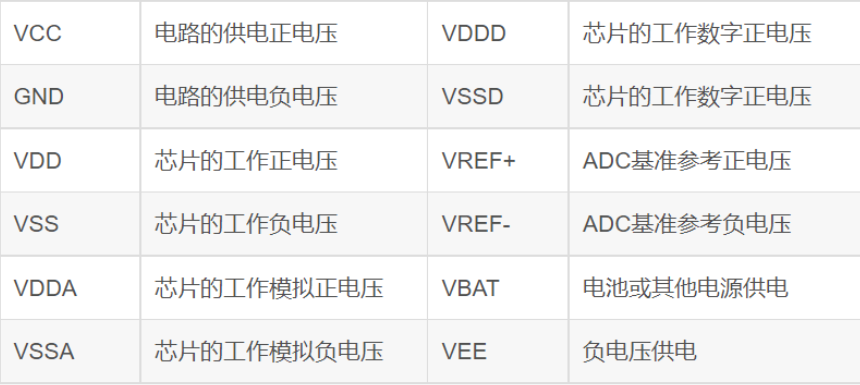 VCC 电路的供电正电压 VDDD 芯片的工作数字正电压
GND 电路的供电负电压 VSSD 芯片的工作数字正电压
VDD 芯片的工作正电压 VREF+ ADC基准参考正电压
VSS 芯片的工作负电压 VREF- ADC基准参考负电压
VDDA 芯片的工作模拟正电压 VBAT 电池或其他电源供电
VSSA 芯片的工作模拟负电压 VEE 负电压供电